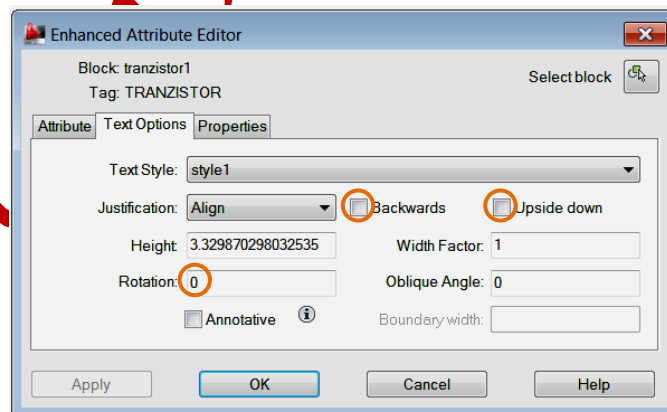 Enhanced Attribute Editor
Block: tranzistor1
Tag: TRANZISTOR
Select block
Attribute Text Options Properties
Text Style: style1
Justification: Align Backwards Upside down
Height: 3.329870298032535 Width Factor: 1
Rotation: 0 Oblique Angle: 0
Annotative i Boundary width:
Apply OK Cancel Help